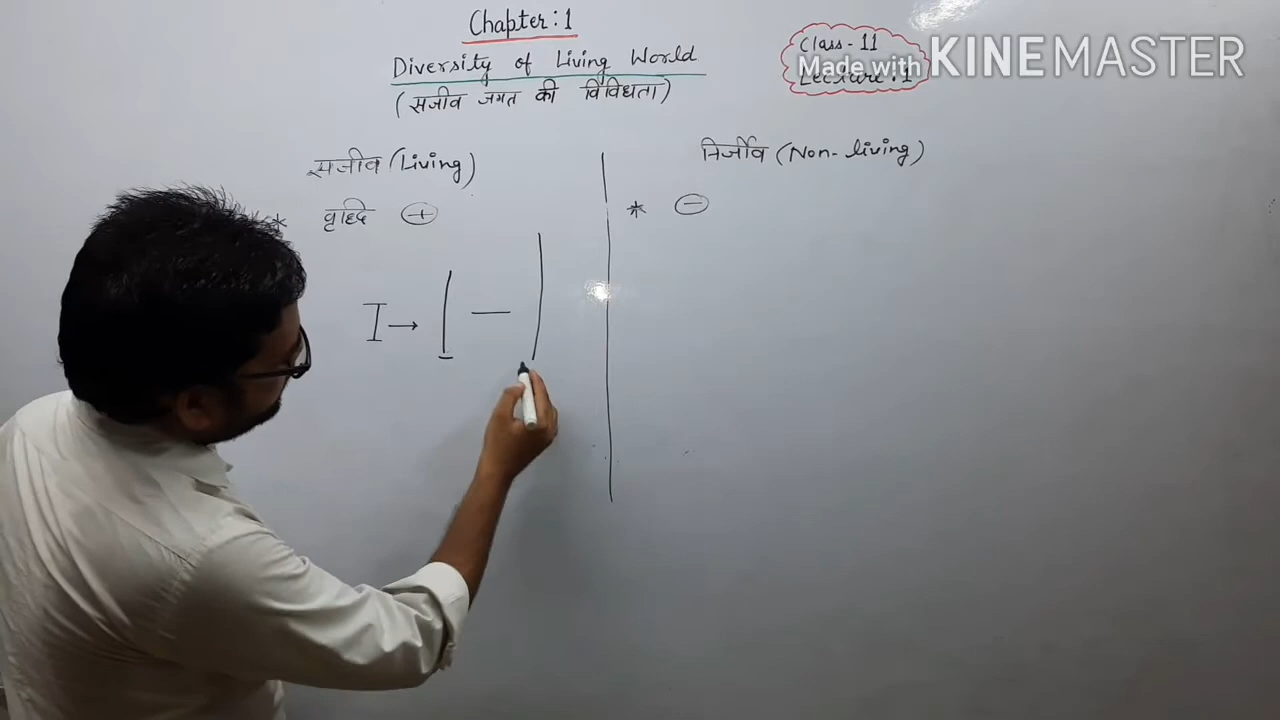 Chapter: 1
Diversity of Living World
(सजीव जगत की विविधता)
Class-11
Lecture: 1
Made with KINEMASTER
सजीव (Living)
* वृद्धि +
I → | — |
निर्जीव (Non-living)
* −